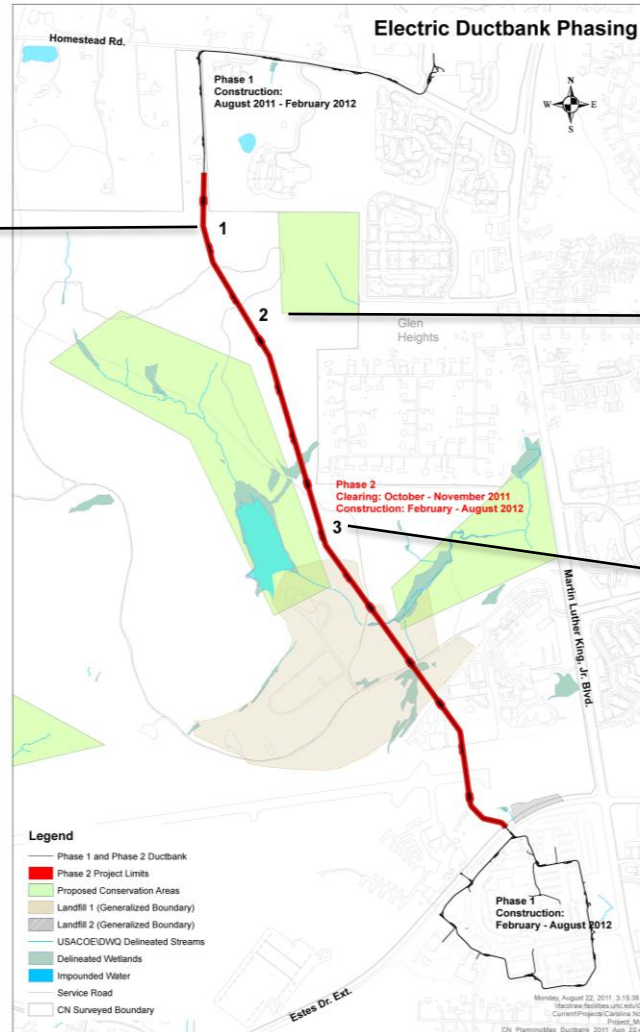 Electric Ductbank Phasing
Homestead Rd.
Phase 1
Construction:
August 2011 - February 2012
N
W E
S
1
2
Glen
Heights
Phase 2
Clearing: October - November 2011
Construction: February - August 2012
3
Martin Luther King, Jr. Blvd.
Legend
Phase 1 and Phase 2 Ductbank
Phase 2 Project Limits
Proposed Conservation Areas
Landfill 1 (Generalized Boundary)
Landfill 2 (Generalized Boundary)
USACOE\DWQ Delineated Streams
Delineated Wetlands
Impounded Water
Service Road
CN Surveyed Boundary
Phase 1
Construction:
February - August 2012
Estes Dr. Ext.
Monday, August 22, 2011, 3:15:36